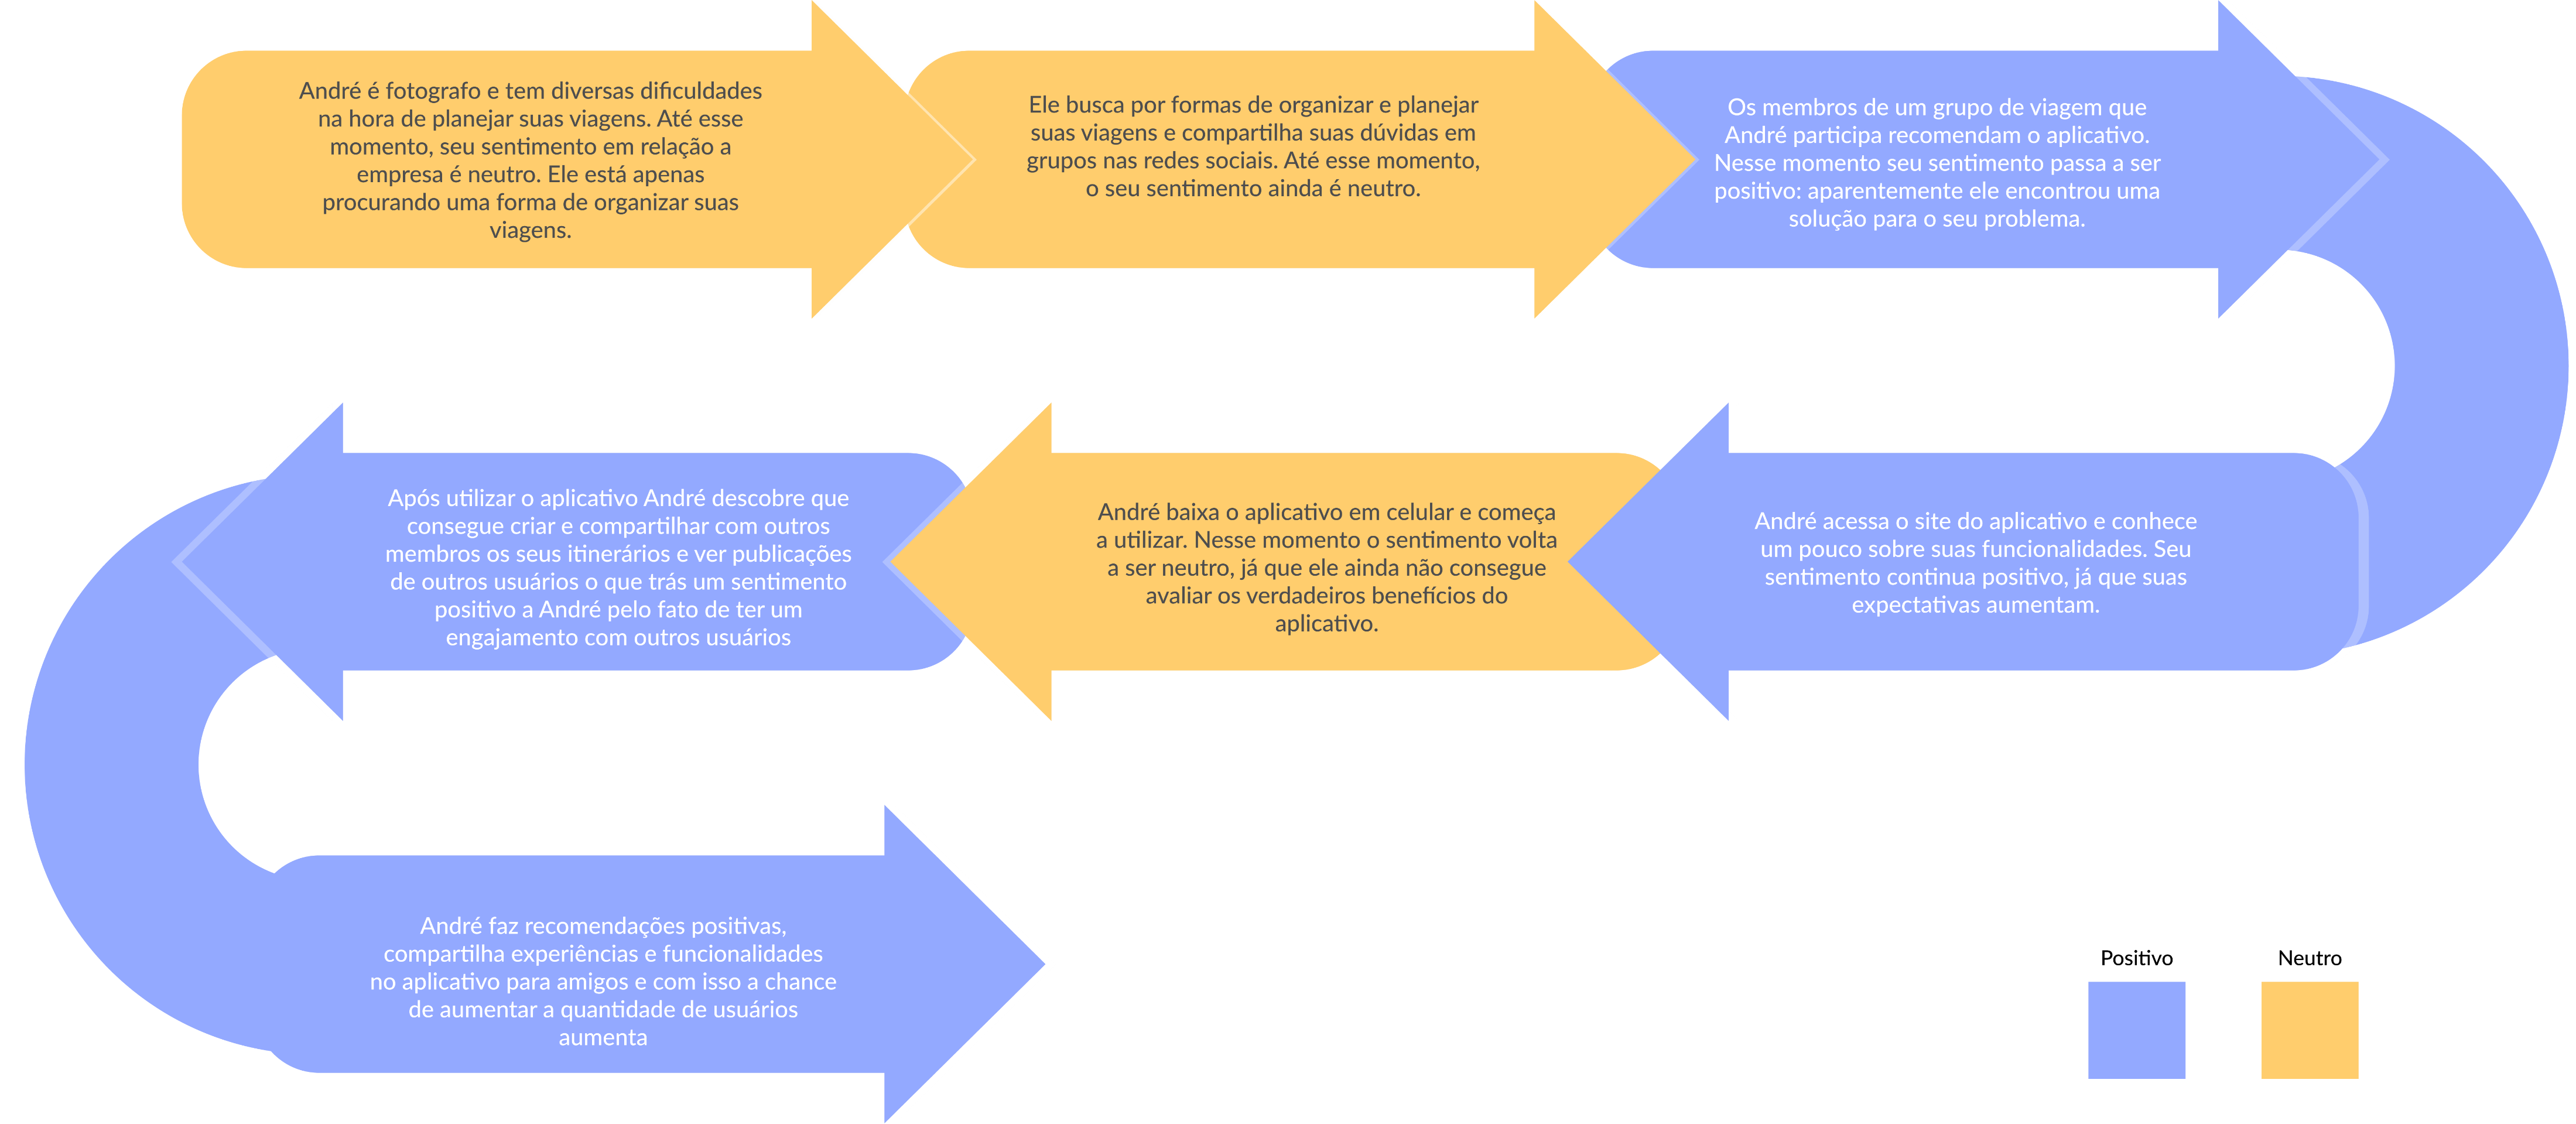 André é fotografo e tem diversas dificuldades
na hora de planejar suas viagens. Até esse
momento, seu sentimento em relação a
empresa é neutro. Ele está apenas
procurando uma forma de organizar suas
viagens.
Ele busca por formas de organizar e planejar
suas viagens e compartilha suas dúvidas em
grupos nas redes sociais. Até esse momento,
o seu sentimento ainda é neutro.
Os membros de um grupo de viagem que
André participa recomendam o aplicativo.
Nesse momento seu sentimento passa a ser
positivo: aparentemente ele encontrou uma
solução para o seu problema.
André acessa o site do aplicativo e conhece
um pouco sobre suas funcionalidades. Seu
sentimento continua positivo, já que suas
expectativas aumentam.
André baixa o aplicativo em celular e começa
a utilizar. Nesse momento o sentimento volta
a ser neutro, já que ele ainda não consegue
avaliar os verdadeiros benefícios do
aplicativo.
Após utilizar o aplicativo André descobre que
consegue criar e compartilhar com outros
membros os seus itinerários e ver publicações
de outros usuários o que trás um sentimento
positivo a André pelo fato de ter um
engajamento com outros usuários
André faz recomendações positivas,
compartilha experiências e funcionalidades
no aplicativo para amigos e com isso a chance
de aumentar a quantidade de usuários
aumenta
Positivo
Neutro